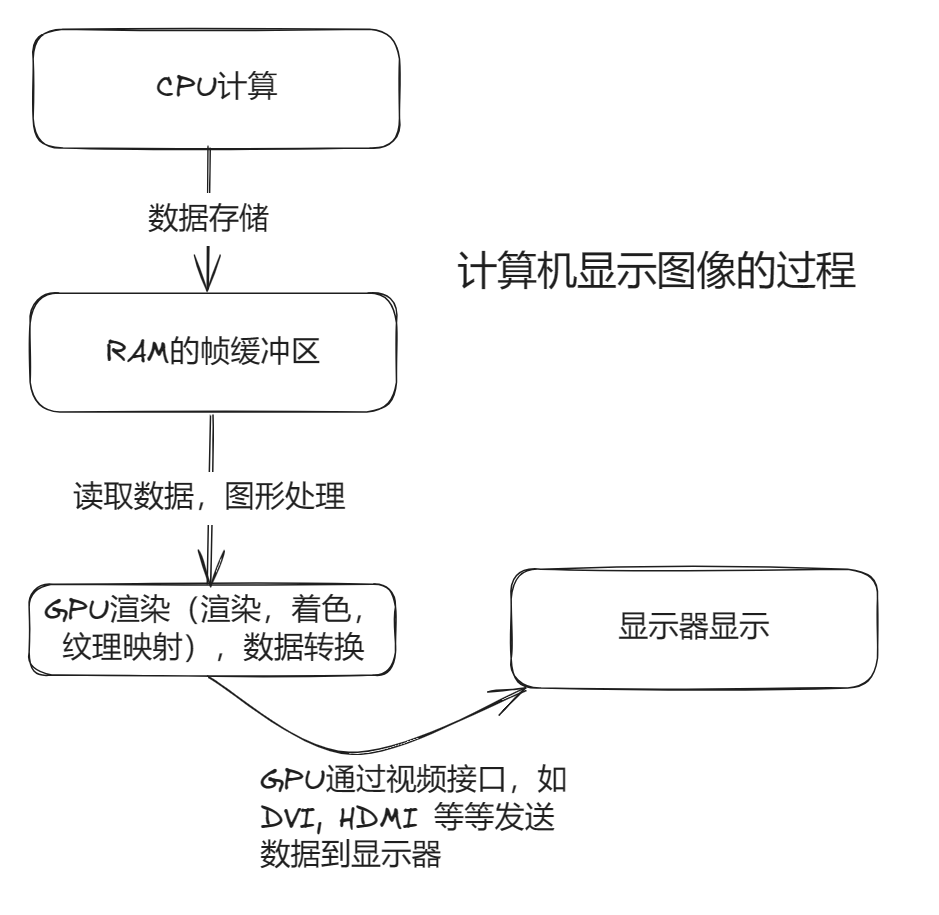 CPU计算
数据存储
计算机显示图像的过程
RAM的帧缓冲区
读取数据，图形处理
GPU渲染（渲染，着色，
纹理映射），数据转换
显示器显示
GPU通过视频接口，如
DVI, HDMI 等等发送
数据到显示器